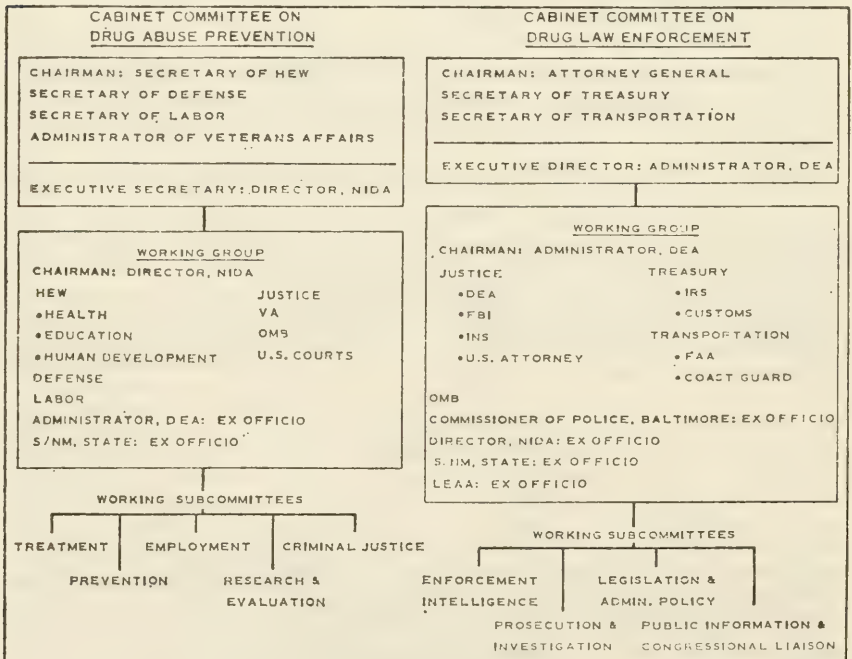 CABINET COMMITTEE ON
DRUG ABUSE PREVENTION
CHAIRMAN: SECRETARY OF HEW
SECRETARY OF DEFENSE
SECRETARY OF LABOR
ADMINISTRATOR OF VETERANS AFFAIRS
EXECUTIVE SECRETARY: DIRECTOR, NIDA
WORKING GROUP
CHAIRMAN: DIRECTOR, NIDA
HEW JUSTICE
•HEALTH VA
•EDUCATION OMB
•HUMAN DEVELOPMENT U.S. COURTS
DEFENSE
LABOR
ADMINISTRATOR, DEA: EX OFFICIO
S/NM, STATE: EX OFFICIO
WORKING SUBCOMMITTEES
TREATMENT EMPLOYMENT CRIMINAL JUSTICE
PREVENTION RESEARCH &
EVALUATION
CABINET COMMITTEE ON
DRUG LAW ENFORCEMENT
CHAIRMAN: ATTORNEY GENERAL
SECRETARY OF TREASURY
SECRETARY OF TRANSPORTATION
EXECUTIVE DIRECTOR: ADMINISTRATOR, DEA
WORKING GROUP
CHAIRMAN: ADMINISTRATOR, DEA
JUSTICE TREASURY
•DEA •IRS
•FBI •CUSTOMS
•INS TRANSPORTATION
•U.S. ATTORNEY •FAA
•COAST GUARD
OMB
COMMISSIONER OF POLICE, BALTIMORE: EX OFFICIO
DIRECTOR, NIDA: EX OFFICIO
S/NM, STATE: EX OFFICIO
LEAA: EX OFFICIO
WORKING SUBCOMMITTEES
ENFORCEMENT LEGISLATION &
INTELLIGENCE ADMIN. POLICY
PROSECUTION & PUBLIC INFORMATION &
INVESTIGATION CONGRESSIONAL LIAISON